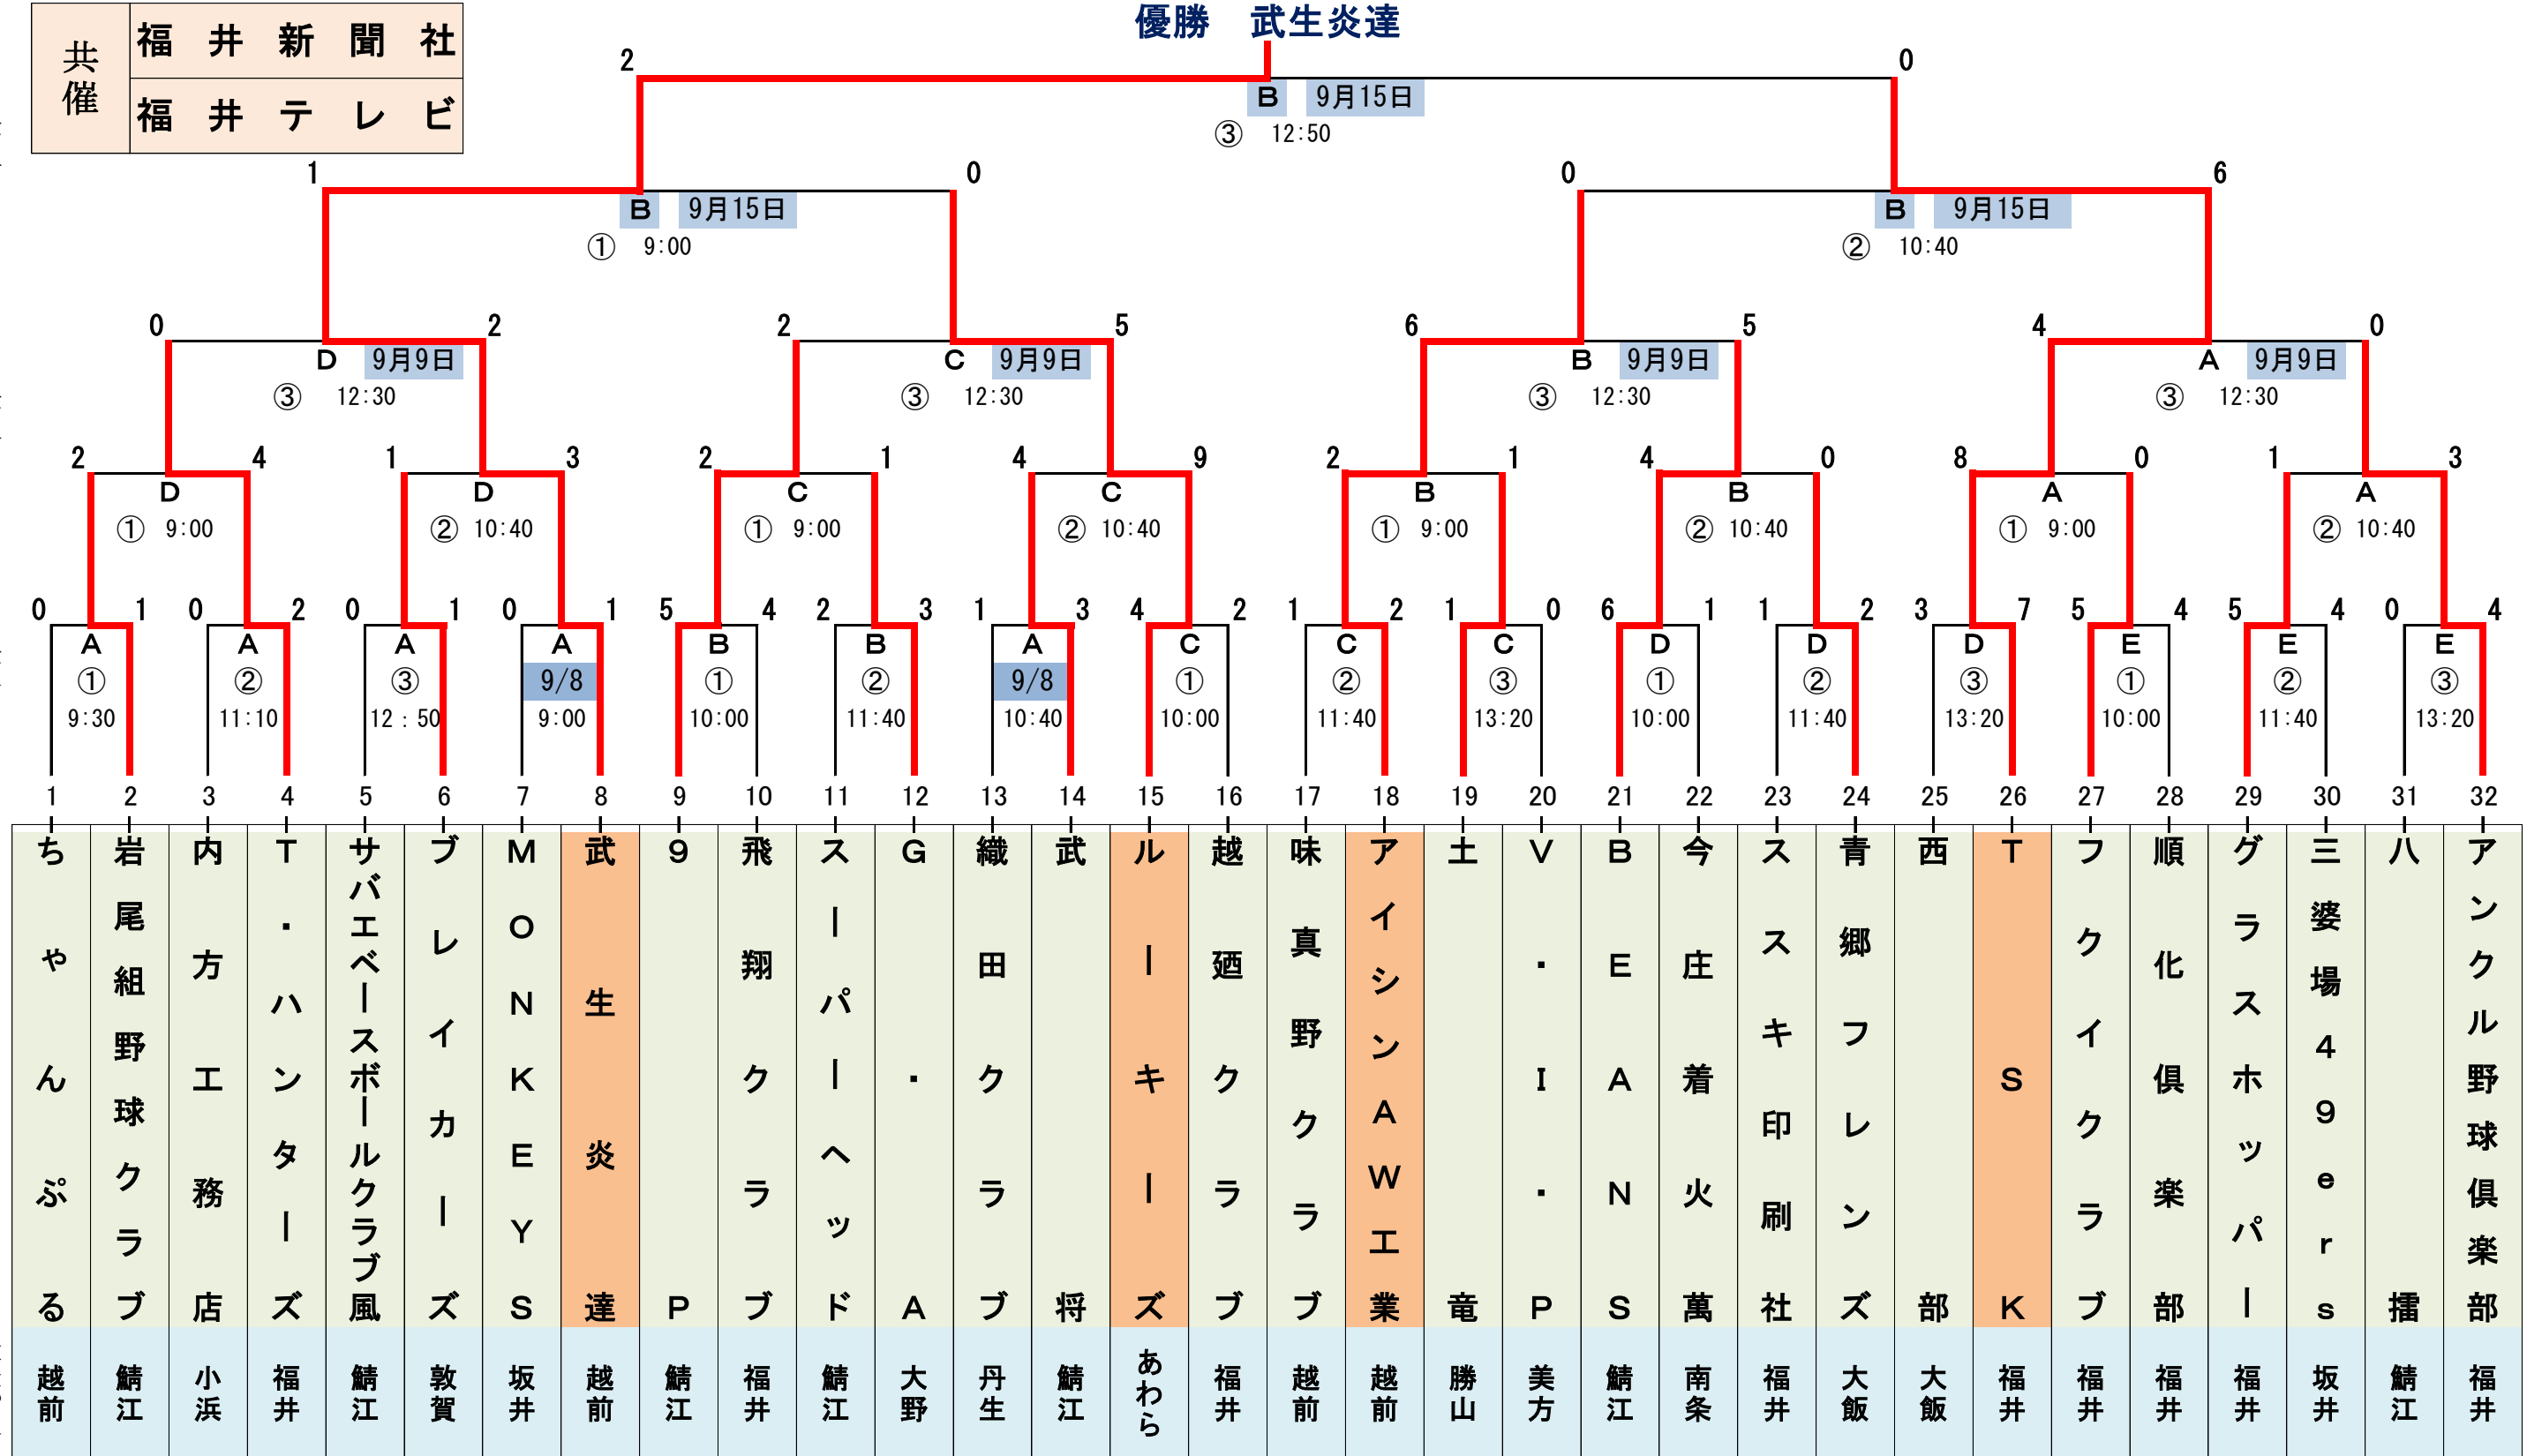 優勝 武生炎達
共催
福井新聞社
福井テレビ
2 0
B 9月15日
③ 12:50
1 0 0 6
B 9月15日 B 9月15日
① 9:00 ② 10:40
0 2 2 5 6 5 4 0
D 9月9日 C 9月9日 B 9月9日 A 9月9日
③ 12:30 ③ 12:30 ③ 12:30 ③ 12:30
2 4 1 3 2 1 4 9 2 1 4 0 8 0 1 3
D D C C B B A A
① 9:00 ② 10:40 ① 9:00 ② 10:40 ① 9:00 ② 10:40 ① 9:00 ② 10:40
0 1 0 2 0 1 0 1 5 4 2 3 1 3 4 2 1 2 1 0 6 1 1 2 3 7 5 4 5 4 0 4
A A A A B B A C C C D D D E E E
① ② ③ 9/8 ① ② 9/8 ① ② ③ ① ② ③ ① ② ③
9:30 11:10 12:50 9:00 10:00 11:40 10:40 10:00 11:40 13:20 10:00 11:40 13:20 10:00 11:40 13:20
1 2 3 4 5 6 7 8 9 10 11 12 13 14 15 16 17 18 19 20 21 22 23 24 25 26 27 28 29 30 31 32
ちゃんぷる
岩尾組野球クラブ
内方工務店
T・ハンターズ
サバエベースボールクラブ風
ブレイカーズ
MONKEYS
武生炎達
9P
飛翔クラブ
スーパーヘッド
G・A
織田クラブ
武将
ルーキーズ
越廼クラブ
味真野クラブ
アイシンAW工業
土竜
V・I・P
BEANS
今庄着火萬
ススキ印刷社
青郷フレンズ
西部
TSK
フクイクラブ
順化倶楽部
グラスホッパー
三婆場49ers
八擂
アンクル野球倶楽部
越前 鯖江 小浜 福井 鯖江 敦賀 坂井 越前 鯖江 福井 鯖江 大野 丹生 鯖江 あわら 福井 越前 越前 勝山 美方 鯖江 南条 福井 大飯 大飯 福井 福井 福井 福井 坂井 鯖江 福井